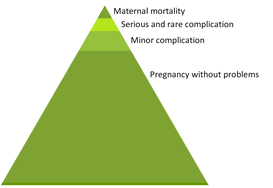 Maternal mortality
Serious and rare complication
Minor complication
Pregnancy without problems